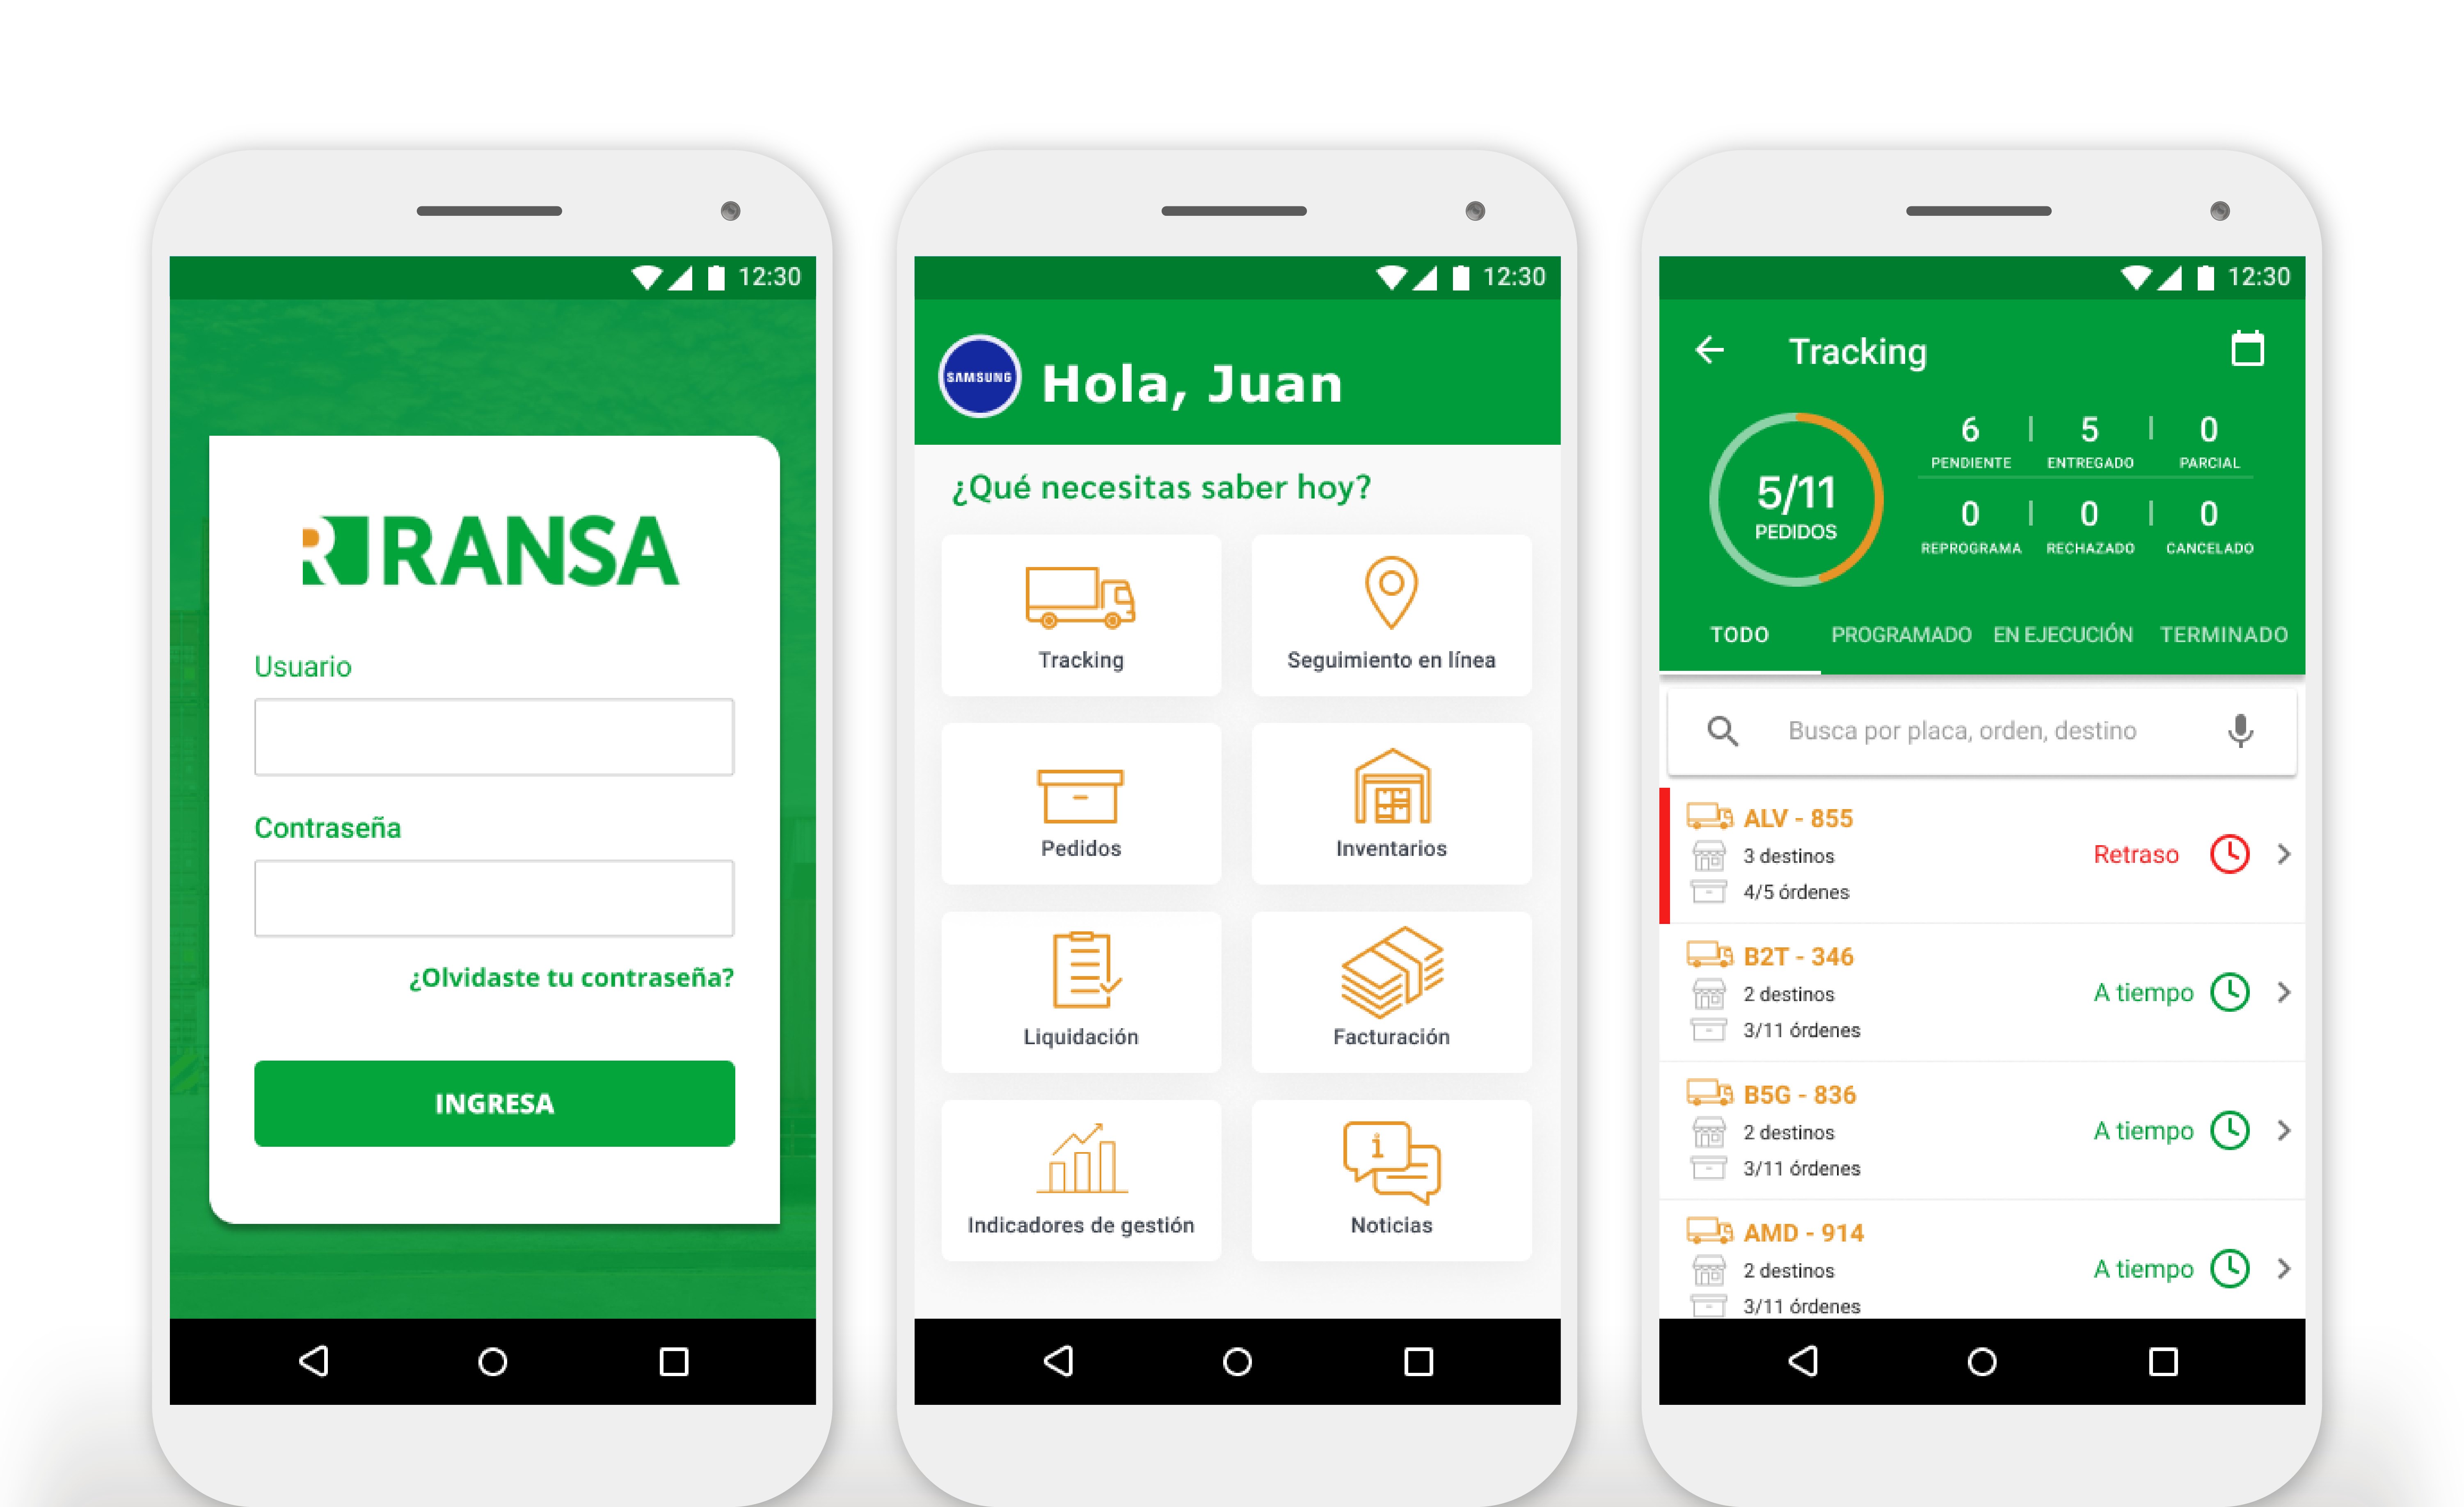 12:30
RANSA
Usuario
Contraseña
¿Olvidaste tu contraseña?
INGRESA
12:30
SAMSUNG
Hola, Juan
¿Qué necesitas saber hoy?
Tracking
Seguimiento en línea
Pedidos
Inventarios
Liquidación
Facturación
i
Indicadores de gestión
Noticias
12:30
Tracking
5/11
PEDIDOS
6 | 5 | 0
PENDIENTE ENTREGADO PARCIAL
0 | 0 | 0
REPROGRAMA RECHAZADO CANCELADO
TODO PROGRAMADO EN EJECUCIÓN TERMINADO
Busca por placa, orden, destino
ALV - 855
3 destinos
4/5 órdenes
Retraso
B2T - 346
2 destinos
3/11 órdenes
A tiempo
B5G - 836
2 destinos
3/11 órdenes
A tiempo
AMD - 914
2 destinos
3/11 órdenes
A tiempo